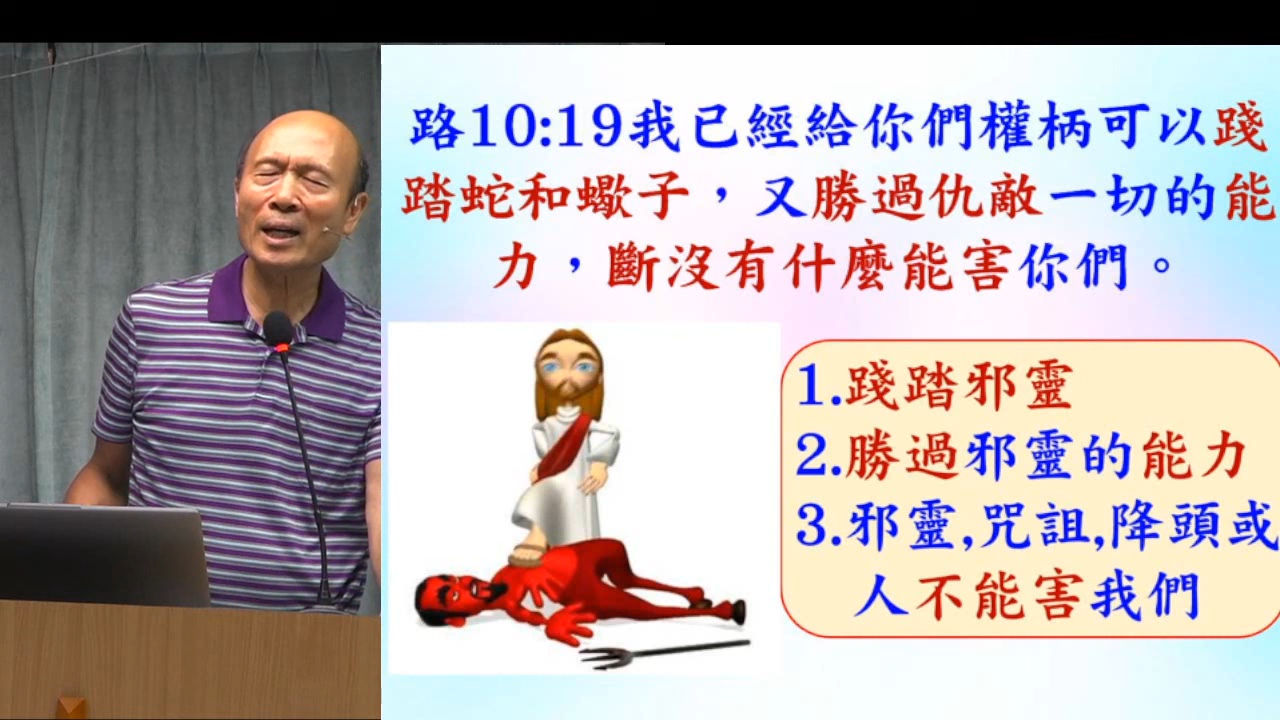 路10:19我已經給你們權柄可以踐
踏蛇和蠍子，又勝過仇敵一切的能
力，斷沒有什麼能害你們。
1.踐踏邪靈
2.勝過邪靈的能力
3.邪靈,咒詛,降頭或
人不能害我們